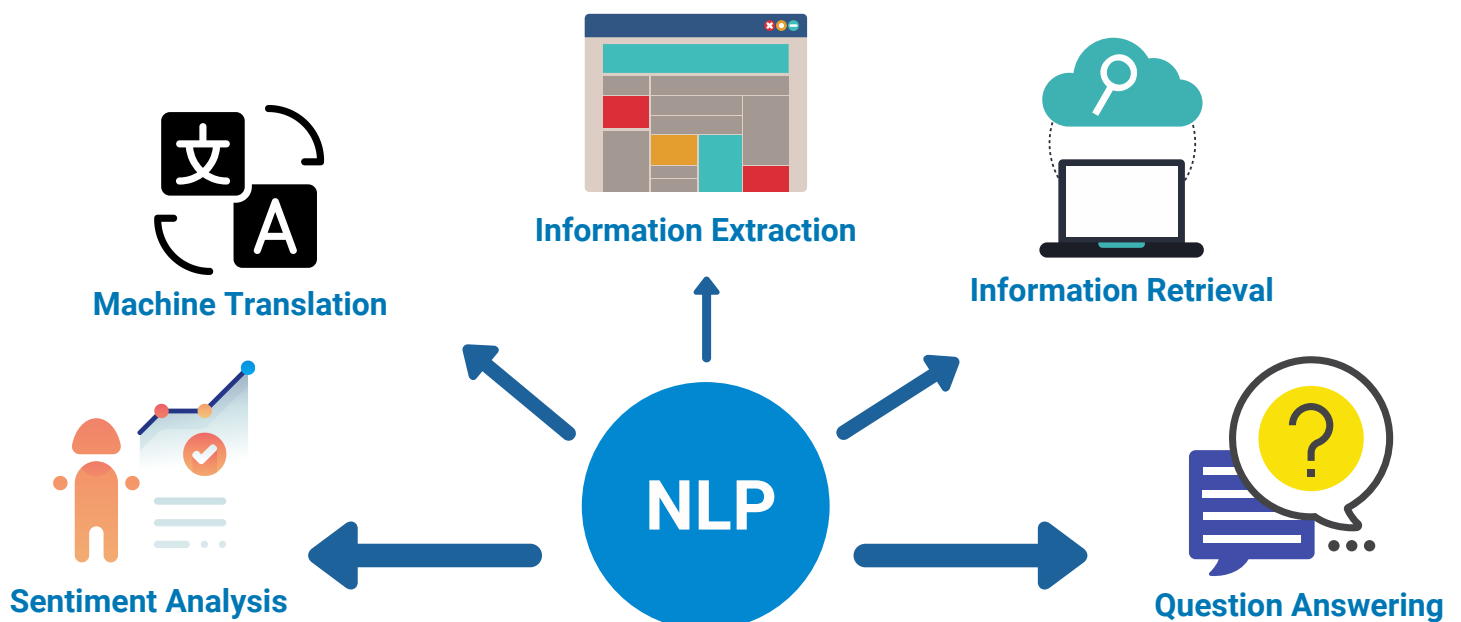 Information Extraction
文
A
Machine Translation
Information Retrieval
?
NLP
Sentiment Analysis
Question Answering